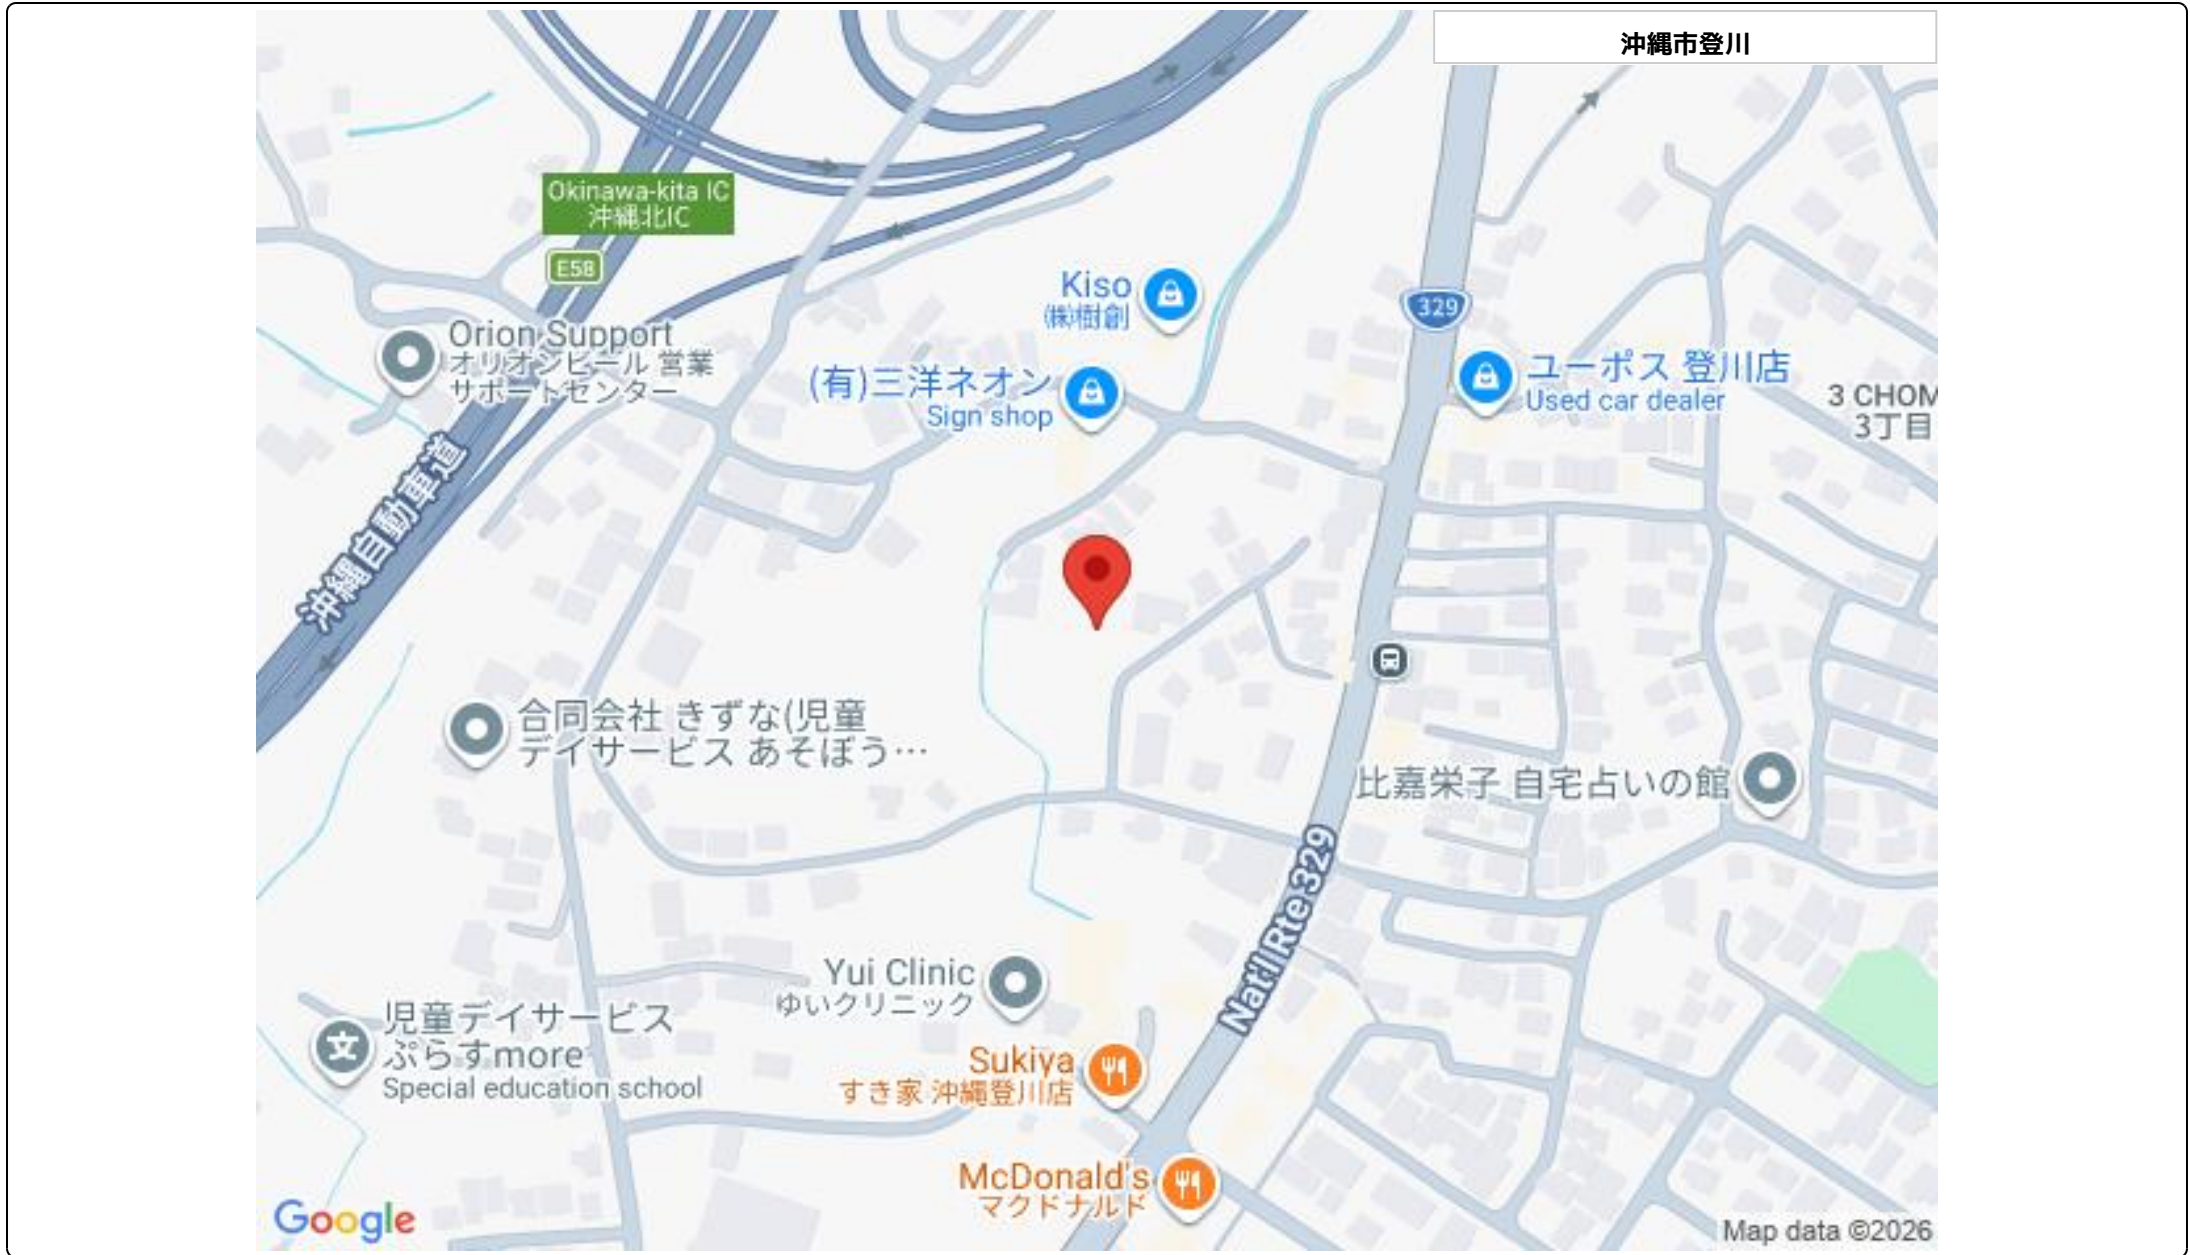 沖縄市登川
Okinawa-kita IC
沖縄北IC
E58
Kiso
㈱樹創
329
Orion Support
オリオンビール 営業
サポートセンター
(有)三洋ネオン
Sign shop
ユーポス 登川店
Used car dealer
3 CHOM
3丁目
沖縄自動車道
合同会社 きずな(児童
デイサービス あそぼう…
比嘉栄子 自宅占いの館
Nat'l Rte 329
Yui Clinic
ゆいクリニック
児童デイサービス
ぷらすmore
Special education school
文
Sukiya
すき家 沖縄登川店
McDonald's
マクドナルド
Google
Map data ©2026